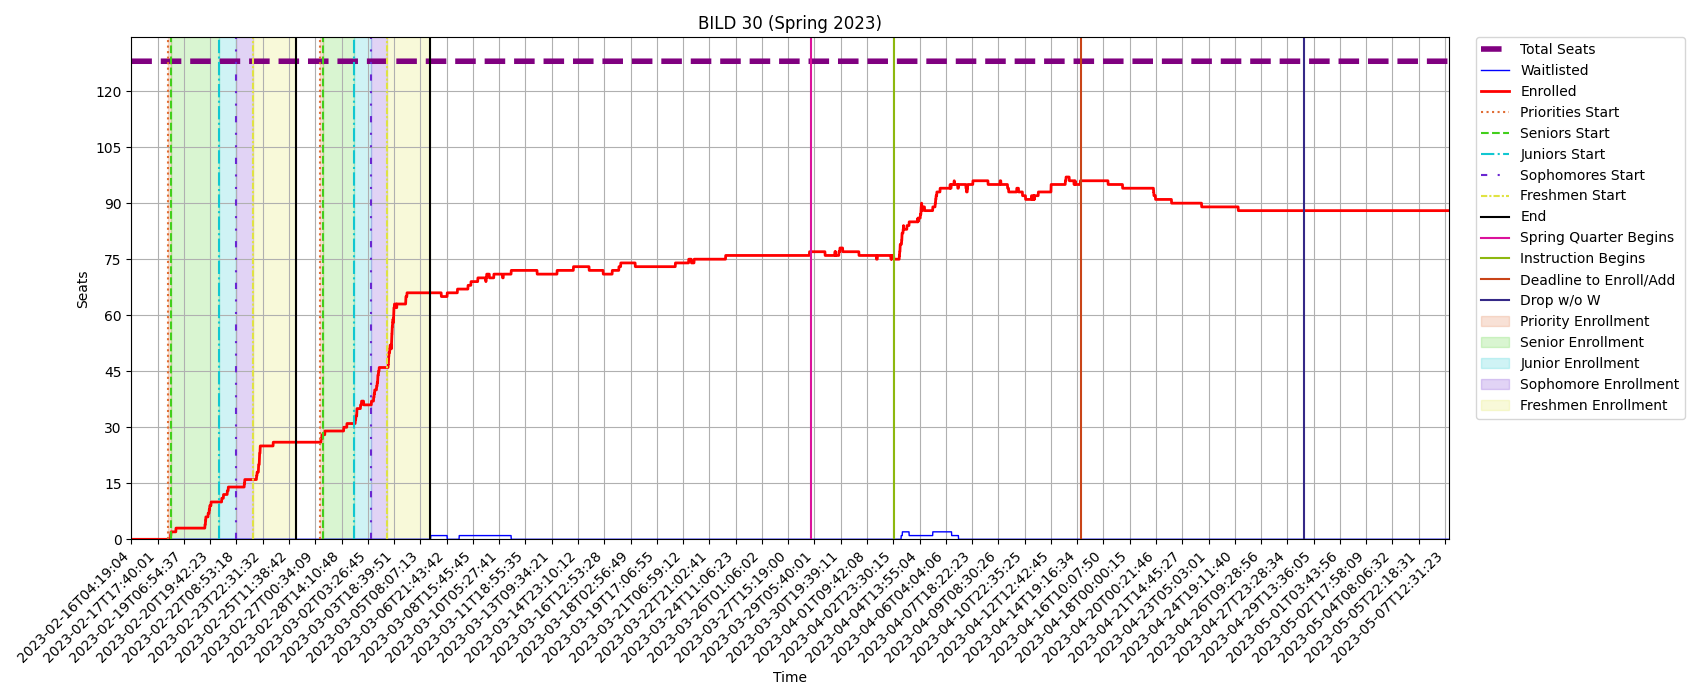 BILD 30 (Spring 2023)
Seats
120
105
90
75
60
45
30
15
0
2023-02-16T04:19:04
2023-02-17T17:40:01
2023-02-19T06:54:37
2023-02-20T19:42:23
2023-02-22T08:53:18
2023-02-23T22:31:32
2023-02-25T11:38:42
2023-02-27T00:34:09
2023-02-28T14:10:48
2023-03-02T03:26:45
2023-03-03T18:39:51
2023-03-05T08:07:13
2023-03-06T21:43:42
2023-03-08T15:45:45
2023-03-10T05:27:41
2023-03-11T18:55:35
2023-03-13T09:34:21
2023-03-14T23:10:12
2023-03-16T12:53:28
2023-03-18T02:56:49
2023-03-19T17:06:55
2023-03-21T06:59:12
2023-03-22T21:02:41
2023-03-24T11:06:23
2023-03-26T01:06:02
2023-03-27T15:19:00
2023-03-29T05:40:01
2023-03-30T19:39:11
2023-04-01T09:42:08
2023-04-02T23:30:15
2023-04-04T13:55:04
2023-04-06T04:04:06
2023-04-07T18:22:23
2023-04-09T08:30:26
2023-04-10T22:35:25
2023-04-12T12:42:45
2023-04-14T19:16:34
2023-04-16T10:07:50
2023-04-18T00:00:15
2023-04-20T00:21:46
2023-04-21T14:45:27
2023-04-23T05:03:01
2023-04-24T19:11:40
2023-04-26T09:28:56
2023-04-27T23:28:34
2023-04-29T13:36:05
2023-05-01T03:43:56
2023-05-02T17:58:09
2023-05-04T08:06:32
2023-05-05T22:18:31
2023-05-07T12:31:23
Time
Total Seats
Waitlisted
Enrolled
Priorities Start
Seniors Start
Juniors Start
Sophomores Start
Freshmen Start
End
Spring Quarter Begins
Instruction Begins
Deadline to Enroll/Add
Drop w/o W
Priority Enrollment
Senior Enrollment
Junior Enrollment
Sophomore Enrollment
Freshmen Enrollment